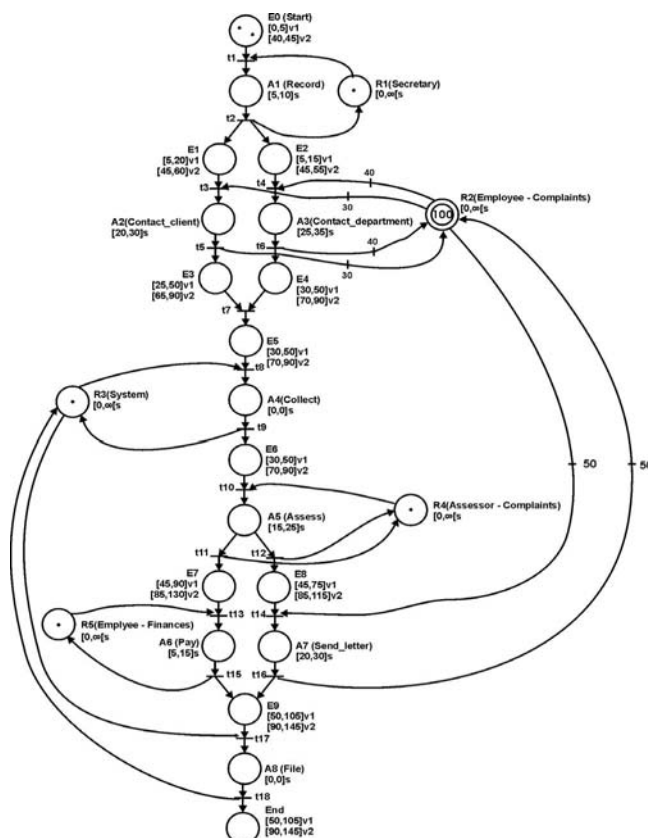 E0 (Start)
[0,5]v1
[40,45]v2
t1
A1 (Record)
[5,10]s
R1(Secretary)
[0,∞[s
t2
E1
[5,20]v1
[45,60]v2
E2
[5,15]v1
[45,55]v2
40
t3
t4
30
R2(Employee - Complaints)
[0,∞[s
100
A2(Contact_client)
[20,30]s
A3(Contact_department)
[25,35]s
t5
t6
40
30
E3
[25,50]v1
[65,90]v2
E4
[30,50]v1
[70,90]v2
t7
E5
[30,50]v1
[70,90]v2
t8
R3(System)
[0,∞[s
A4(Collect)
[0,0]s
t9
E6
[30,50]v1
[70,90]v2
50
50
t10
A5 (Assess)
[15,25]s
R4(Assessor - Complaints)
[0,∞[s
t11
t12
E7
[45,90]v1
[85,130]v2
E8
[45,75]v1
[85,115]v2
t13
t14
R5(Emplyee - Finances)
[0,∞[s
A6 (Pay)
[5,15]s
A7 (Send_letter)
[20,30]s
t15
t16
E9
[50,105]v1
[90,145]v2
t17
A8 (File)
[0,0]s
t18
End
[50,105]v1
[90,145]v2